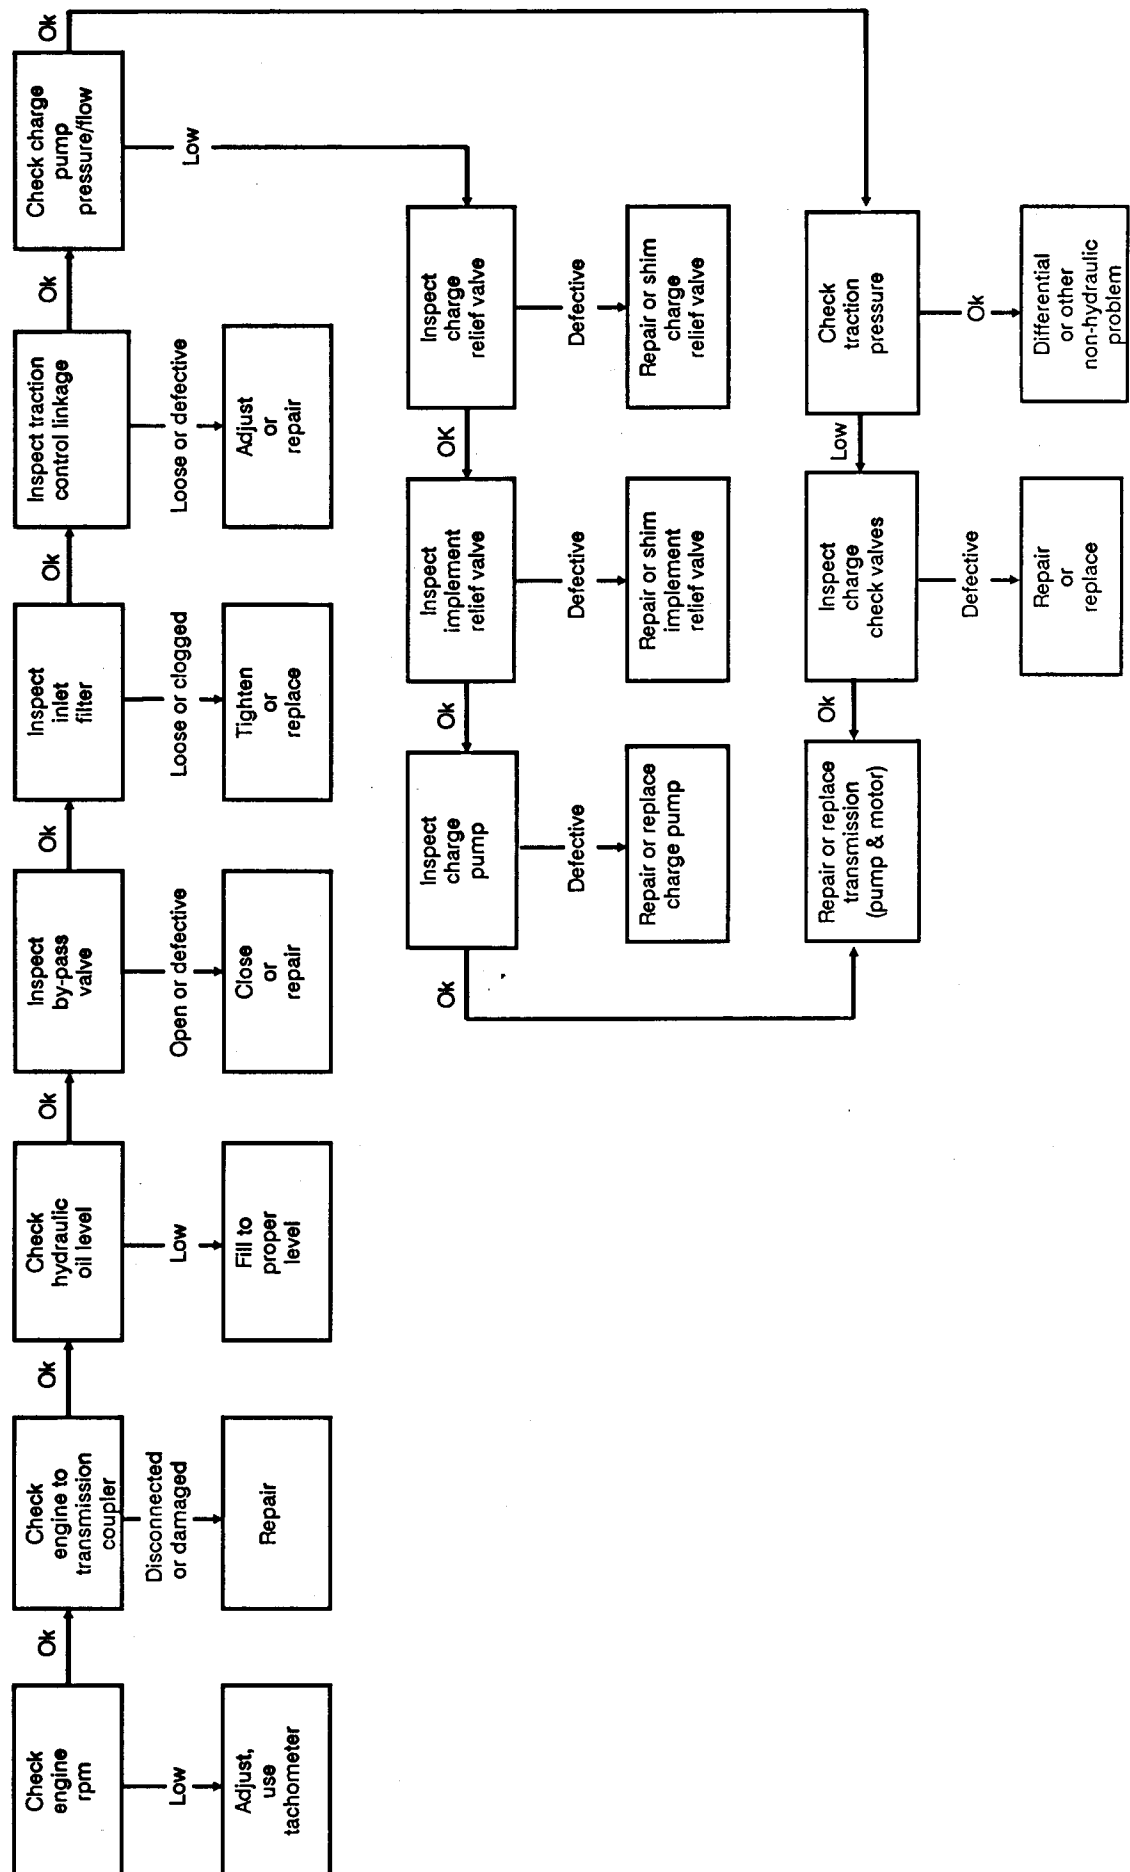 Check
engine
rpm
Ok
Check
engine to
transmission
coupler
Ok
Check
hydraulic
oil level
Ok
Inspect
by-pass
valve
Ok
Inspect
inlet
filter
Ok
Inspect traction
control linkage
Ok
Check charge
pump
pressure/flow
Ok
Low
Disconnected
or damaged
Low
Open or defective
Loose or clogged
Loose or defective
Low
Adjust,
use
tachometer
Repair
Fill to
proper
level
Close
or
repair
Tighten
or
replace
Adjust
or
repair
Ok
Inspect
charge
pump
Ok
Inspect
implement
relief valve
OK
Inspect
charge
relief valve
Defective
Defective
Defective
Repair or replace
charge pump
Repair or shim
implement
relief valve
Repair or shim
charge
relief valve
Repair or replace
transmission
(pump & motor)
Ok
Inspect
charge
check valves
Low
Check
traction
pressure
Defective
Ok
Repair
or
replace
Differential
or other
non-hydraulic
problem